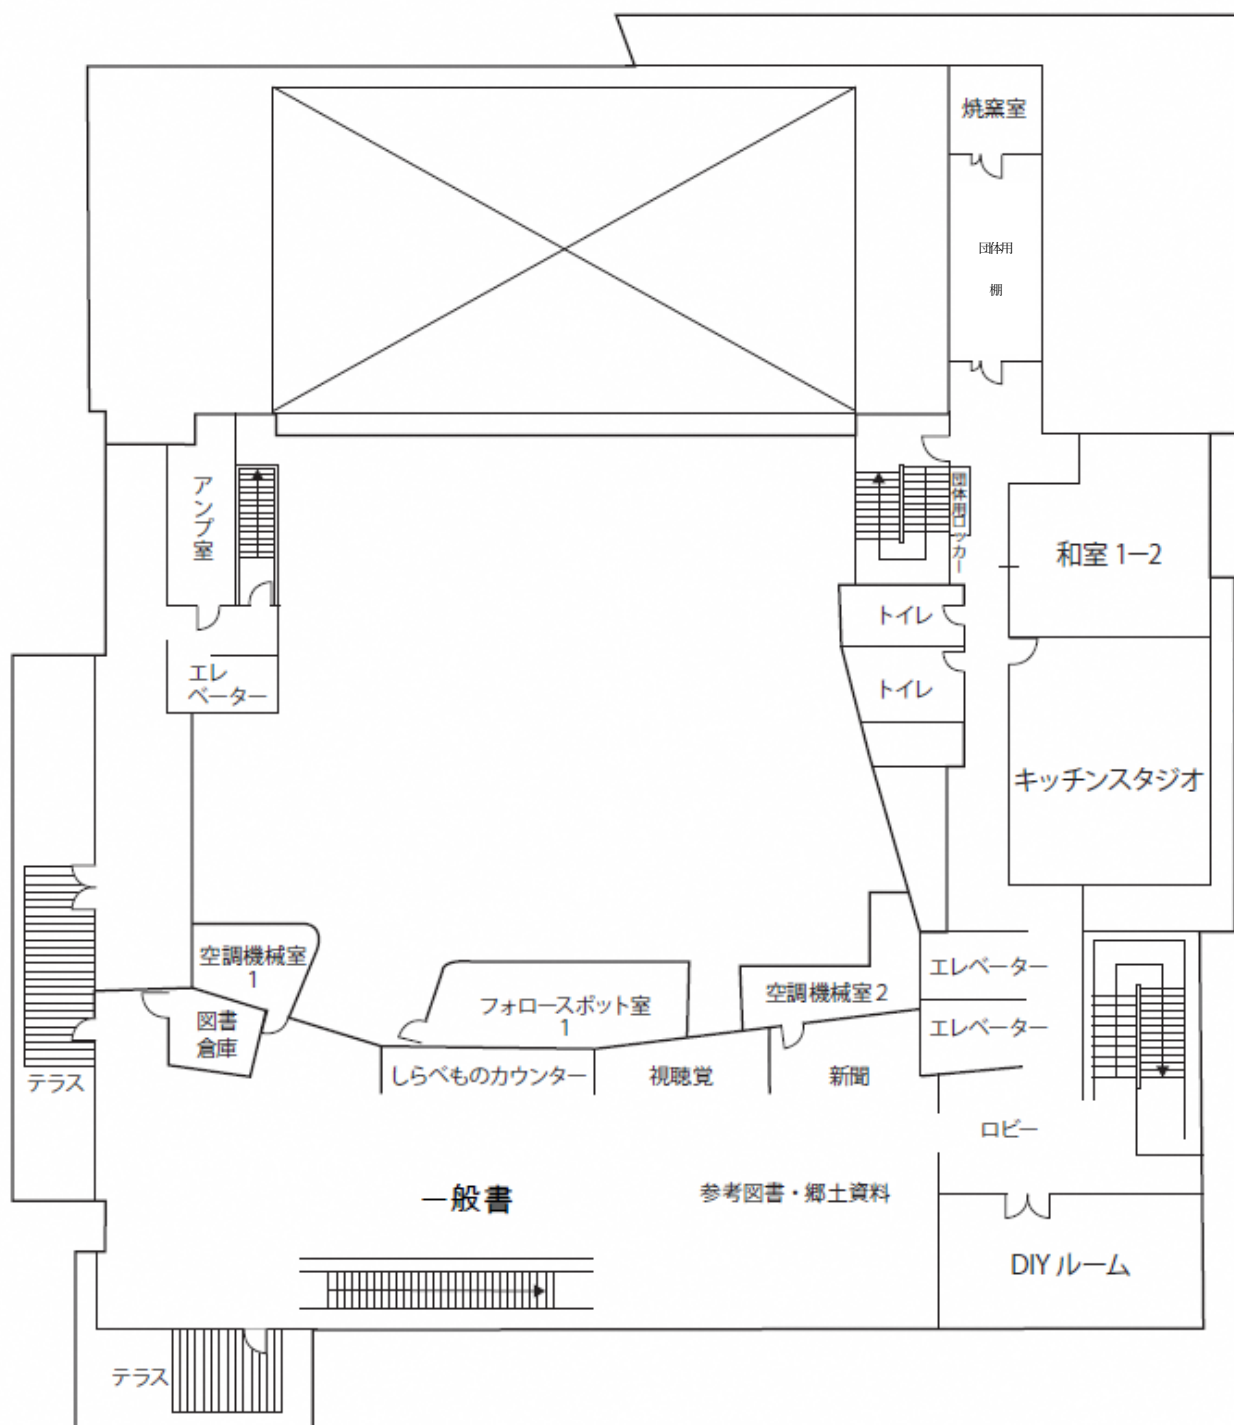 焼窯室
団体用
棚
アンプ室
団体用ロッカー
和室 1ー2
トイレ
エレ
ベーター
トイレ
キッチンスタジオ
空調機械室
1
エレベーター
空調機械室2
フォロースポット室
1
図書
倉庫
エレベーター
テラス
しらべものカウンター
視聴覚
新聞
ロビー
一般書
参考図書・郷土資料
DIY ルーム
テラス